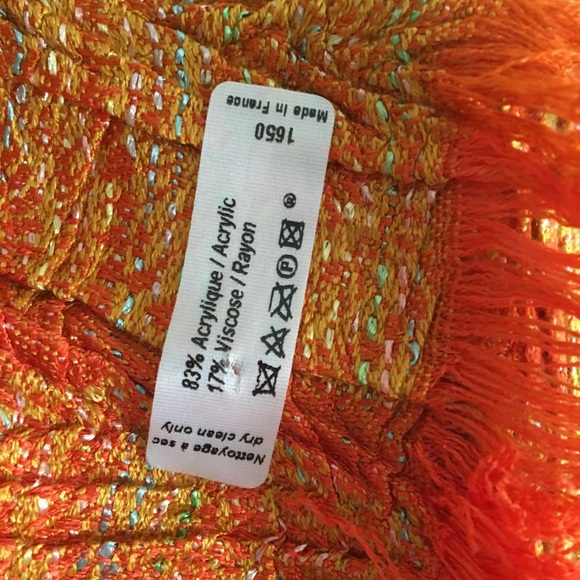 Made in France
1650
83% Acrylique / Acrylic
17% Viscose / Rayon
P ®
Nettoyage à sec
dry clean only